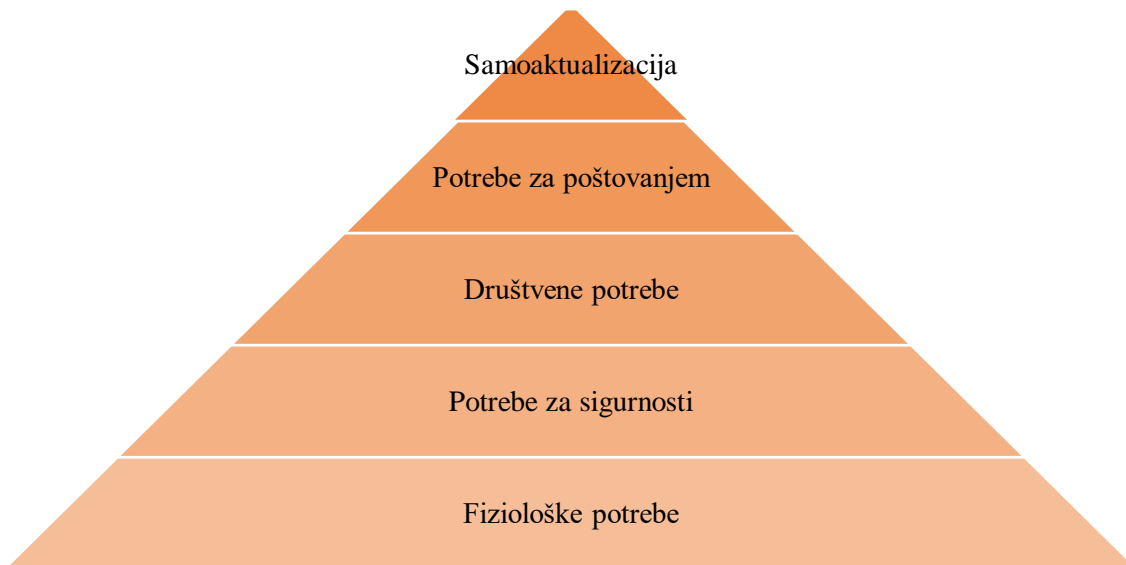 Samoaktualizacija
Potrebe za poštovanjem
Društvene potrebe
Potrebe za sigurnosti
Fiziološke potrebe